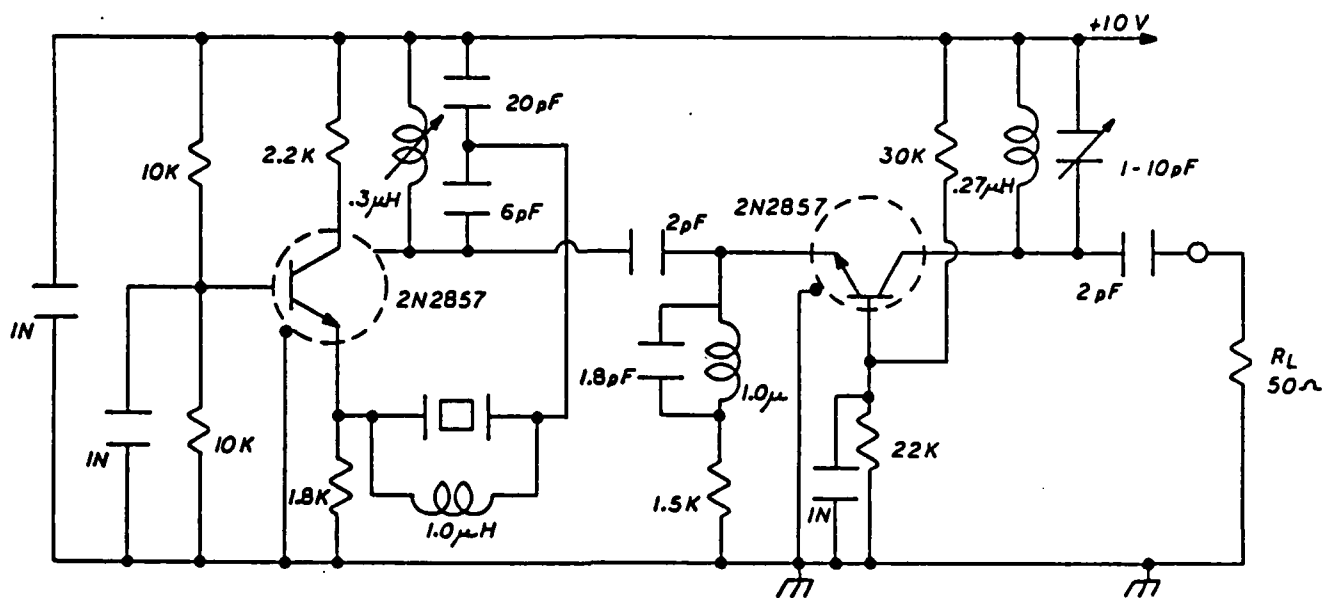 +10V
20pF
2.2K
10K
30K
.3μH
.27μH
1-10pF
6pF
2pF
2N2857
2N2857
2pF
1N
1.8pF
1.0μ
RL
50Ω
10K
1N
22K
1.8K
1.5K
1N
1.0μH